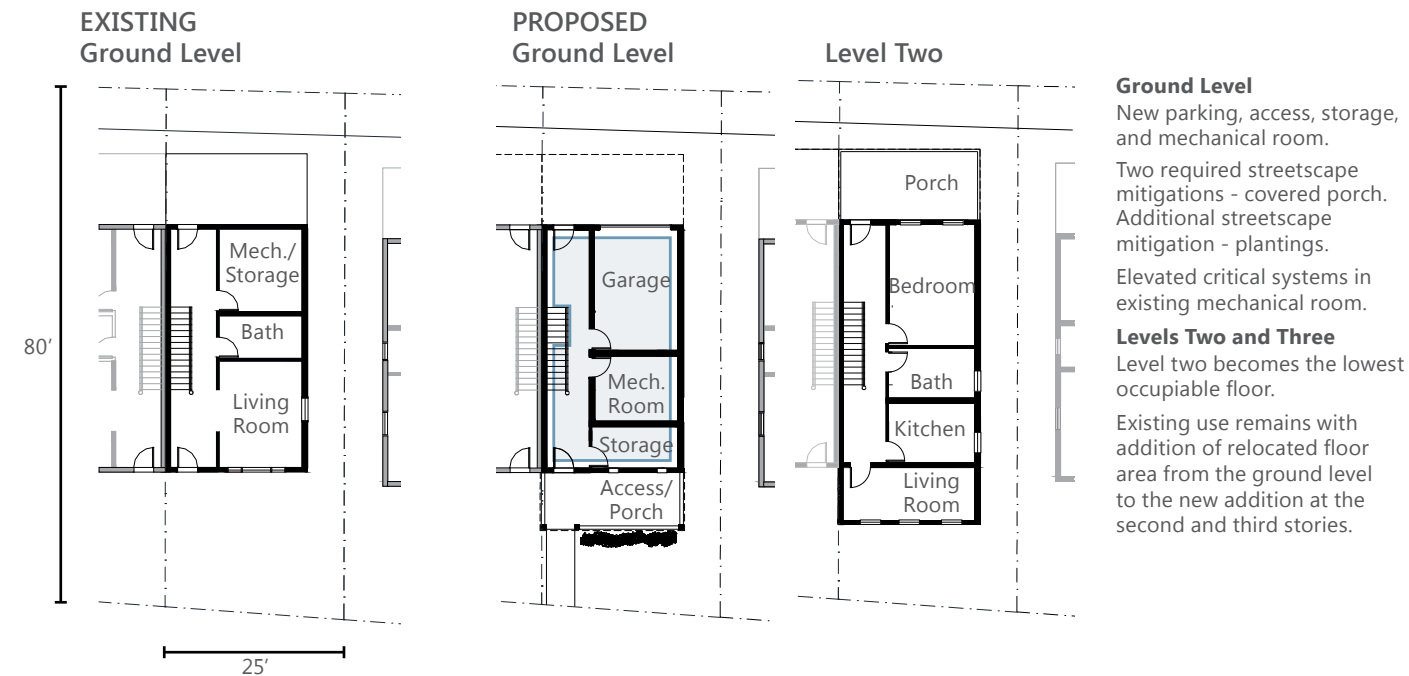 EXISTING
Ground Level
PROPOSED
Ground Level
Level Two
80’
25’
Mech./
Storage
Bath
Living
Room
Garage
Mech.
Room
Storage
Access/
Porch
Porch
Bedroom
Bath
Kitchen
Living
Room
Ground Level
New parking, access, storage,
and mechanical room.
Two required streetscape
mitigations - covered porch.
Additional streetscape
mitigation - plantings.
Elevated critical systems in
existing mechanical room.
Levels Two and Three
Level two becomes the lowest
occupiable floor.
Existing use remains with
addition of relocated floor
area from the ground level
to the new addition at the
second and third stories.